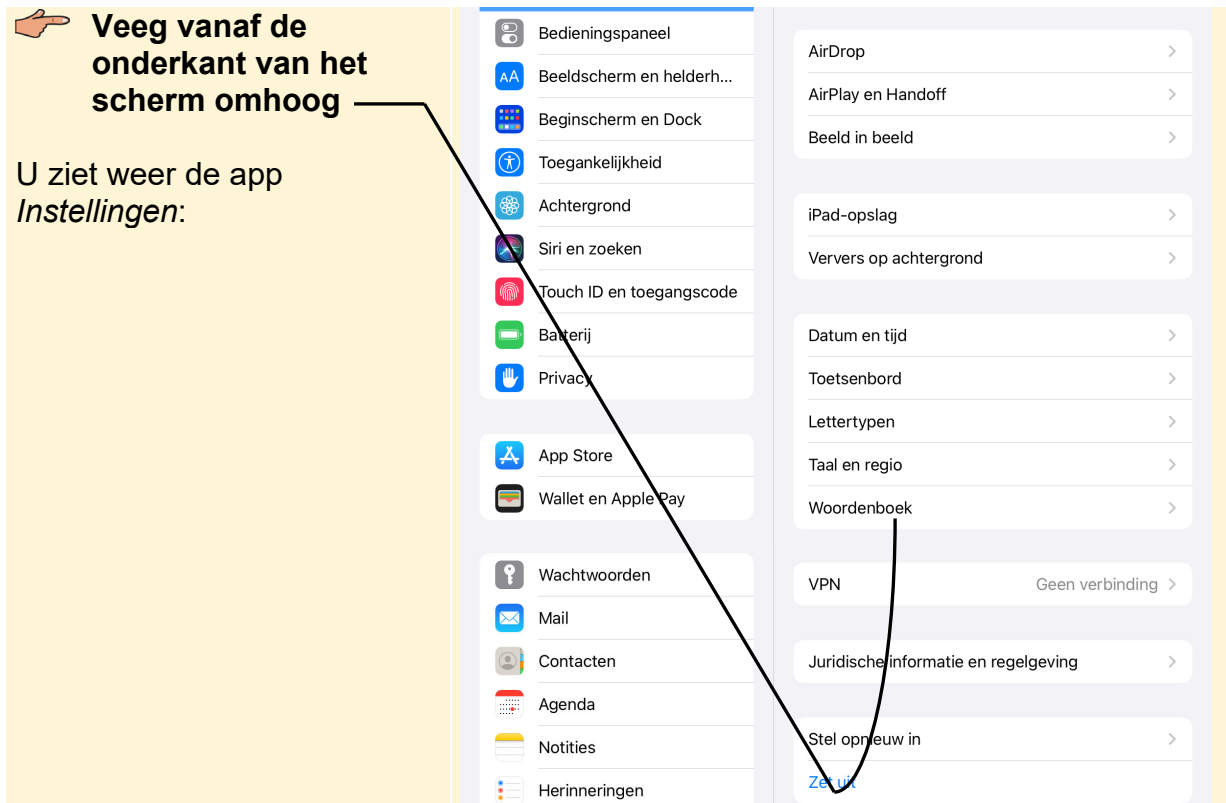 Veeg vanaf de
onderkant van het
scherm omhoog
U ziet weer de app
Instellingen:
Bedieningspaneel
Beeldscherm en helderh...
Beginscherm en Dock
Toegankelijkheid
Achtergrond
Siri en zoeken
Touch ID en toegangscode
Batterij
Privacy
App Store
Wallet en Apple Pay
Wachtwoorden
Mail
Contacten
Agenda
Notities
Herinneringen
AirDrop
AirPlay en Handoff
Beeld in beeld
iPad-opslag
Ververs op achtergrond
Datum en tijd
Toetsenbord
Lettertypen
Taal en regio
Woordenboek
VPN Geen verbinding
Juridische informatie en regelgeving
Stel opnieuw in
Zet uit